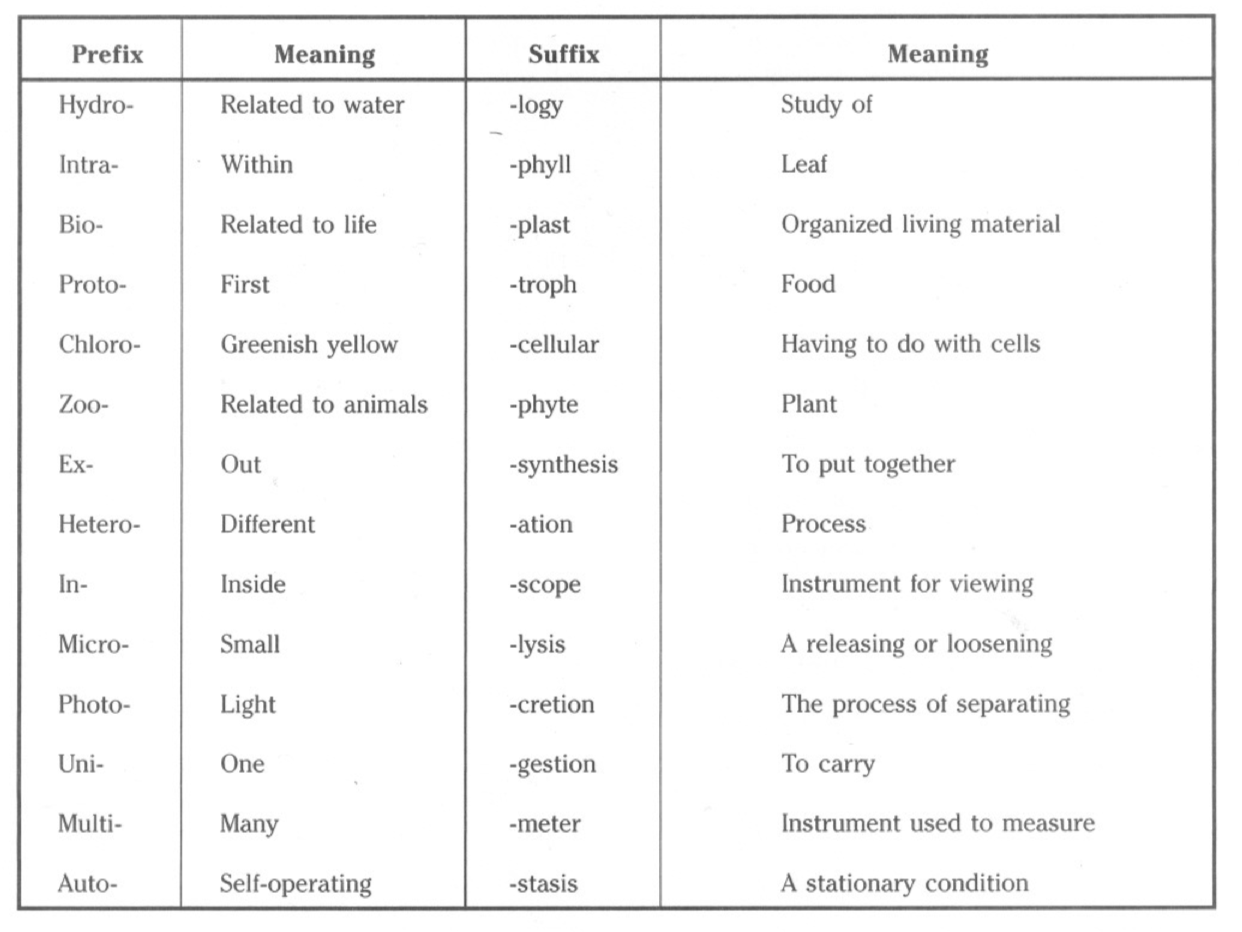 Prefix Meaning Suffix Meaning
Hydro- Related to water -logy Study of
Intra- Within -phyll Leaf
Bio- Related to life -plast Organized living material
Proto- First -troph Food
Chloro- Greenish yellow -cellular Having to do with cells
Zoo- Related to animals -phyte Plant
Ex- Out -synthesis To put together
Hetero- Different -ation Process
In- Inside -scope Instrument for viewing
Micro- Small -lysis A releasing or loosening
Photo- Light -cretion The process of separating
Uni- One -gestion To carry
Multi- Many -meter Instrument used to measure
Auto- Self-operating -stasis A stationary condition